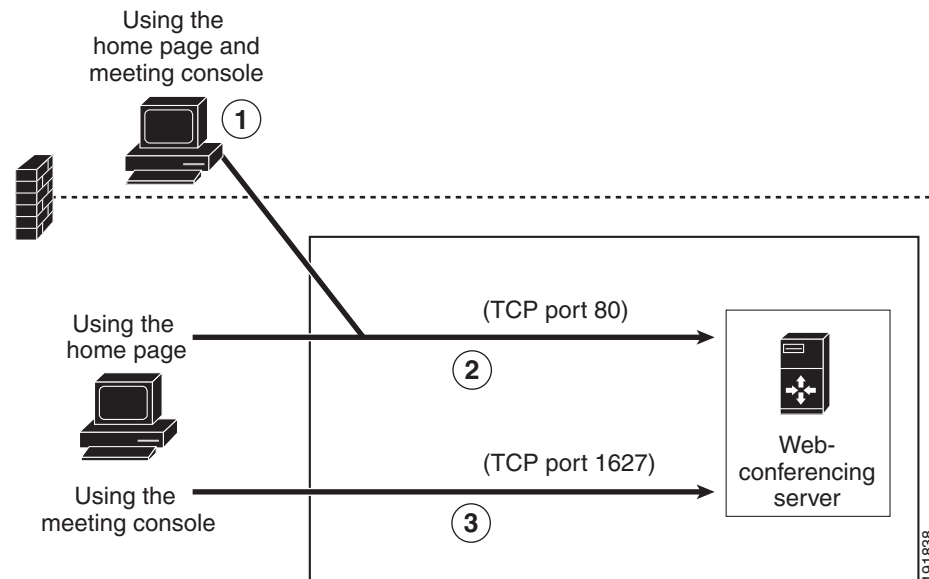 Using the
home page and
meeting console
1
(TCP port 80)
Using the
home page
2
(TCP port 1627)
Using the
meeting console
3
Web-
conferencing
server
191838